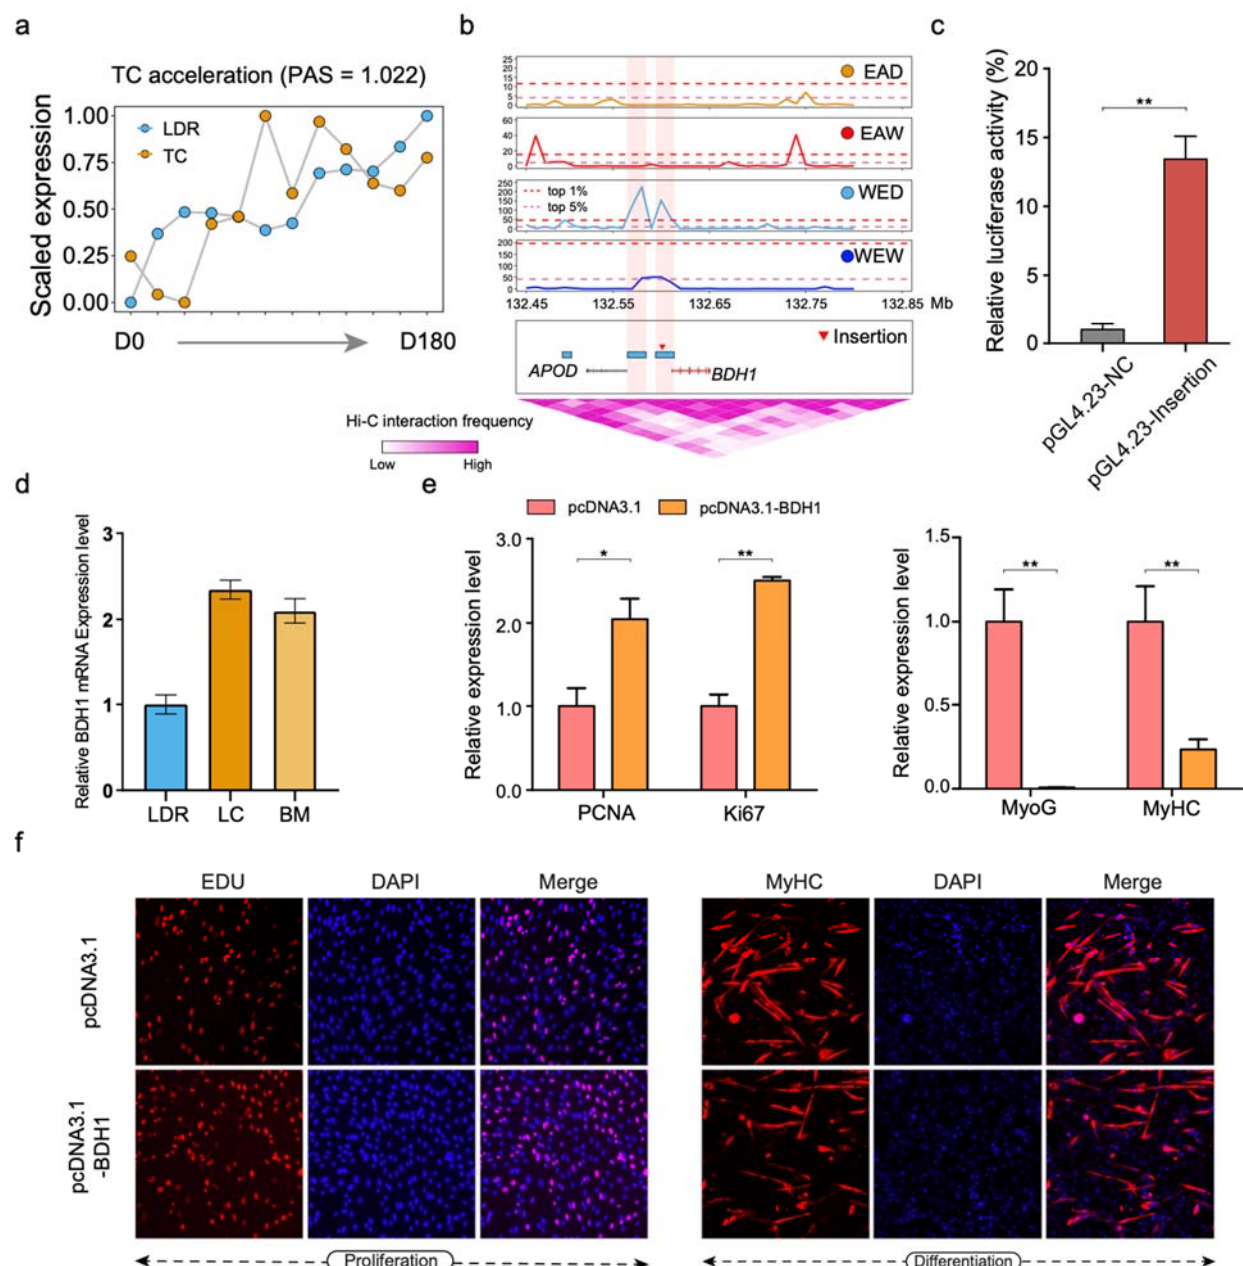 a
TC acceleration (PAS = 1.022)
Scaled expression
1.00
0.75
0.50
0.25
0.00
LDR
TC
D0
D180
b
25
20
15
10
5
0
EAD
60
40
20
0
EAW
250
200
150
100
50
0
top 1%
top 5%
WED
200
150
100
50
0
WEW
132.45 132.55 132.65 132.75 132.85 Mb
Insertion
APOD
BDH1
Hi-C interaction frequency
Low High
c
Relative luciferase activity (%)
20
15
10
5
0
**
pGL4.23-NC
pGL4.23-Insertion
d
Relative BDH1 mRNA Expression level
3
2
1
0
LDR LC BM
e
pcDNA3.1 pcDNA3.1-BDH1
Relative expression level
3.0
2.0
1.0
0.0
* **
PCNA Ki67
Relative expression level
1.5
1.0
0.5
0.0
** **
MyoG MyHC
f
EDU DAPI Merge
MyHC DAPI Merge
pcDNA3.1
pcDNA3.1
-BDH1
Proliferation
Differentiation